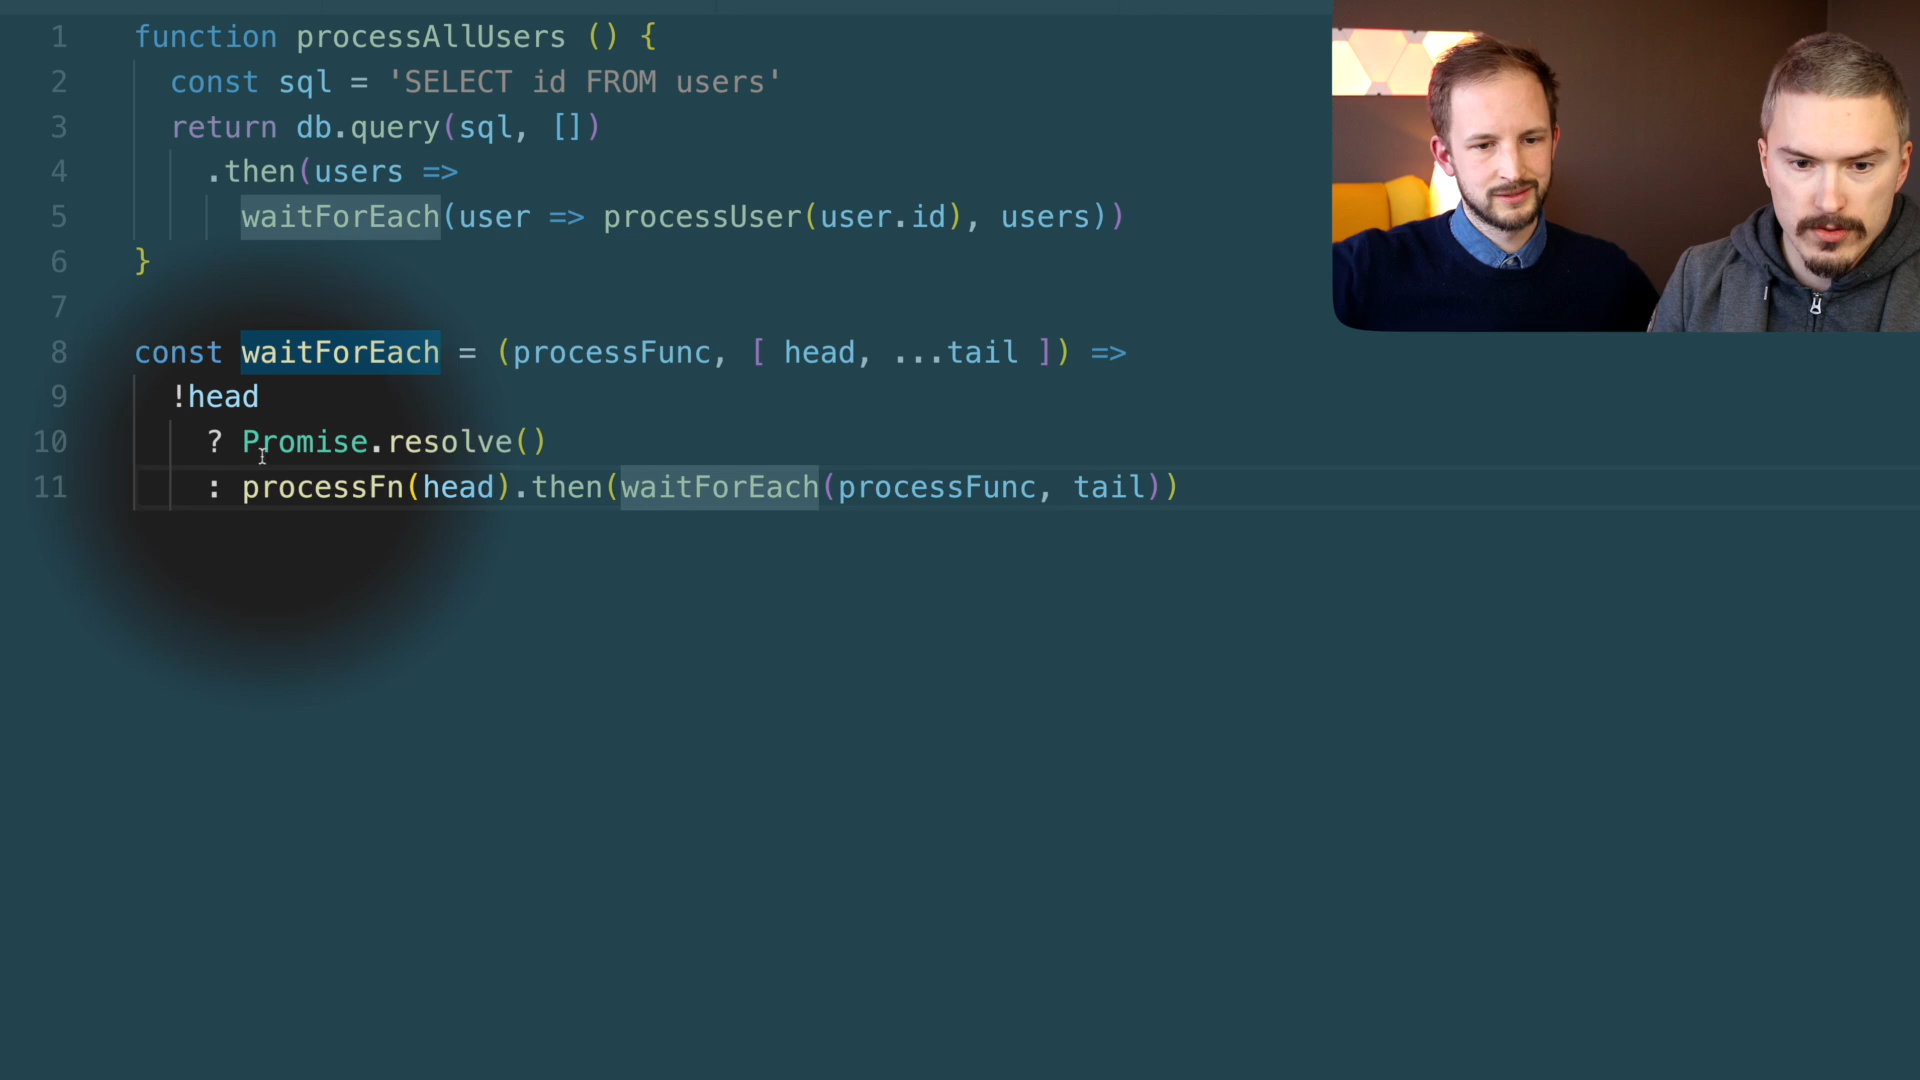 1 function processAllUsers () {
2 const sql = 'SELECT id FROM users'
3 return db.query(sql, [])
4 .then(users =>
5 waitForEach(user => processUser(user.id), users))
6 }
7
8 const waitForEach = (processFunc, [ head, ...tail ]) =>
9 !head
10 ? Promise.resolve()
11 : processFn(head).then(waitForEach(processFunc, tail))